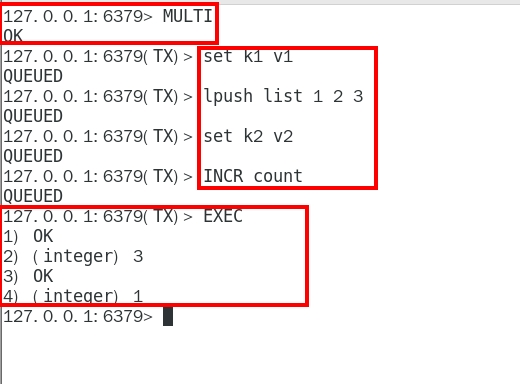 127.0.0.1:6379> MULTI
OK
127.0.0.1:6379(TX)> set k1 v1
QUEUED
127.0.0.1:6379(TX)> lpush list 1 2 3
QUEUED
127.0.0.1:6379(TX)> set k2 v2
QUEUED
127.0.0.1:6379(TX)> INCR count
QUEUED
127.0.0.1:6379(TX)> EXEC
1) OK
2) (integer) 3
3) OK
4) (integer) 1
127.0.0.1:6379>